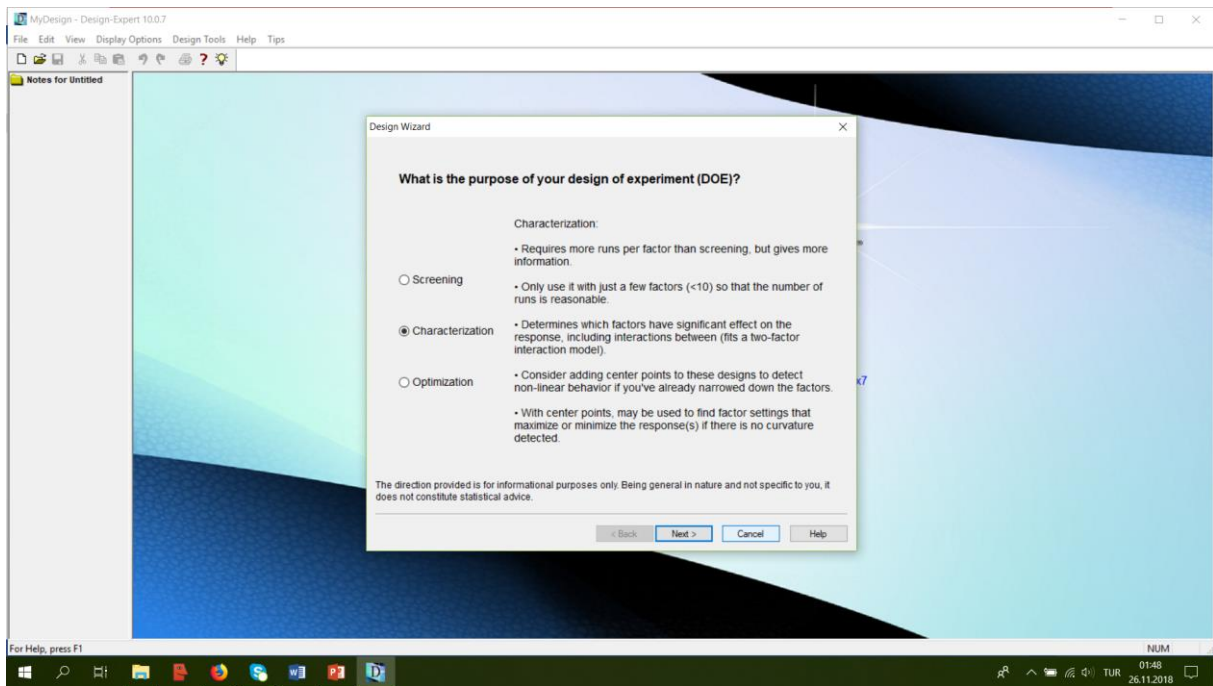 MyDesign - Design-Expert 10.0.7
File Edit View Display Options Design Tools Help Tips
Notes for Untitled
Design Wizard
What is the purpose of your design of experiment (DOE)?
Screening
Characterization
Optimization
Characterization:
• Requires more runs per factor than screening, but gives more
information.
• Only use it with just a few factors (<10) so that the number of
runs is reasonable.
• Determines which factors have significant effect on the
response, including interactions between (fits a two-factor
interaction model).
• Consider adding center points to these designs to detect
non-linear behavior if you've already narrowed down the factors.
• With center points, may be used to find factor settings that
maximize or minimize the response(s) if there is no curvature
detected.
The direction provided is for informational purposes only. Being general in nature and not specific to you, it
does not constitute statistical advice.
< Back Next > Cancel Help
x7
For Help, press F1
NUM
TUR
01:48
26.11.2018